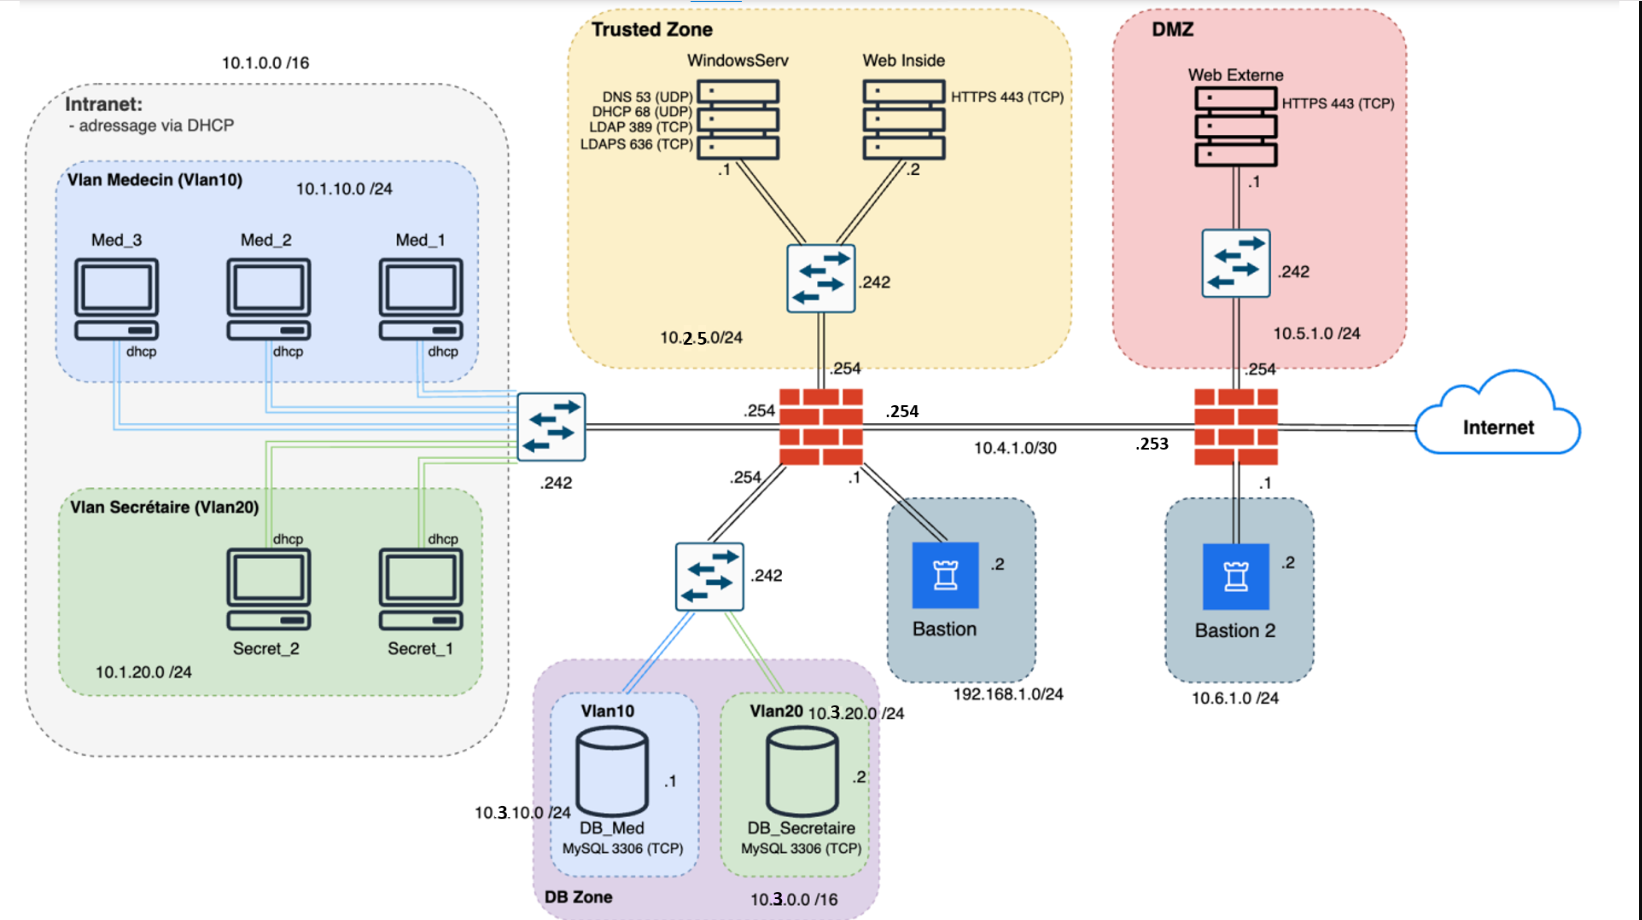 10.1.0.0 /16
Intranet:
- adressage via DHCP
Vlan Medecin (Vlan10)
10.1.10.0 /24
Med_3
Med_2
Med_1
dhcp
dhcp
dhcp
Vlan Secrétaire (Vlan20)
dhcp
dhcp
Secret_2
Secret_1
10.1.20.0 /24
.242
Trusted Zone
WindowsServ
Web Inside
DNS 53 (UDP)
DHCP 68 (UDP)
LDAP 389 (TCP)
LDAPS 636 (TCP)
HTTPS 443 (TCP)
.1
.2
.242
10.2.5.0/24
.254
DMZ
Web Externe
HTTPS 443 (TCP)
.1
.242
10.5.1.0 /24
.254
.254
.254
10.4.1.0/30
.253
Internet
.254
.1
.1
.242
.2
Bastion
192.168.1.0/24
.2
Bastion 2
10.6.1.0 /24
Vlan10
Vlan20
10.3.20.0 /24
.1
.2
10.3.10.0 /24
DB_Med
MySQL 3306 (TCP)
DB_Secretaire
MySQL 3306 (TCP)
DB Zone
10.3.0.0 /16